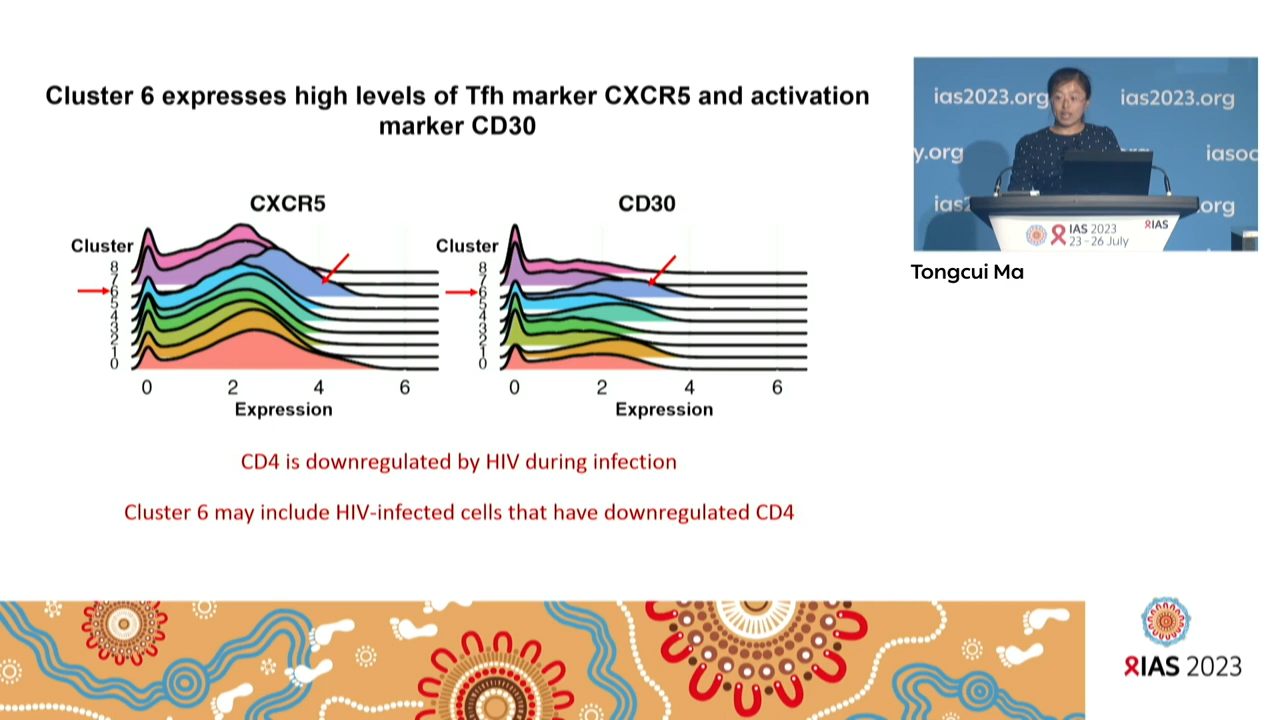 Cluster 6 expresses high levels of Tfh marker CXCR5 and activation
marker CD30
CXCR5
Cluster
8
7
6
5
4
3
2
1
0
0 2 4 6
Expression
CD30
Cluster
8
7
6
5
4
3
2
1
0
0 2 4 6
Expression
CD4 is downregulated by HIV during infection
Cluster 6 may include HIV-infected cells that have downregulated CD4
ias2023.org ias2023.org
y.org iasoc
ias2 .org
IAS 2023
23-26 July
IAS
Tongcui Ma
IAS 2023